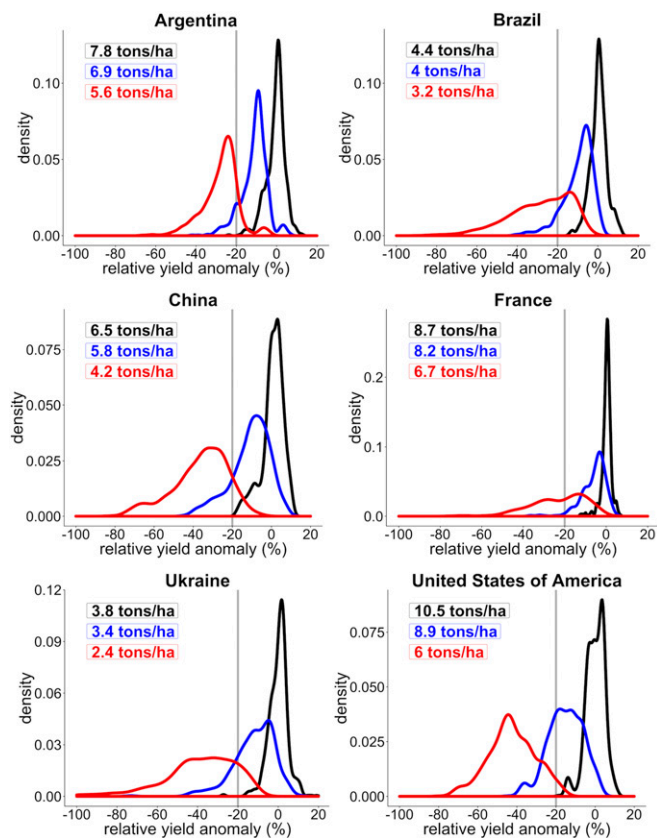 Argentina
7.8 tons/ha
6.9 tons/ha
5.6 tons/ha
density
0.10
0.05
0.00
-100 -80 -60 -40 -20 0 20
relative yield anomaly (%)
Brazil
4.4 tons/ha
4 tons/ha
3.2 tons/ha
density
0.10
0.05
0.00
-100 -80 -60 -40 -20 0 20
relative yield anomaly (%)
China
6.5 tons/ha
5.8 tons/ha
4.2 tons/ha
density
0.075
0.050
0.025
0.000
-100 -80 -60 -40 -20 0 20
relative yield anomaly (%)
France
8.7 tons/ha
8.2 tons/ha
6.7 tons/ha
density
0.2
0.1
0.0
-100 -80 -60 -40 -20 0 20
relative yield anomaly (%)
Ukraine
3.8 tons/ha
3.4 tons/ha
2.4 tons/ha
density
0.12
0.09
0.06
0.03
0.00
-100 -80 -60 -40 -20 0 20
relative yield anomaly (%)
United States of America
10.5 tons/ha
8.9 tons/ha
6 tons/ha
density
0.075
0.050
0.025
0.000
-100 -80 -60 -40 -20 0 20
relative yield anomaly (%)